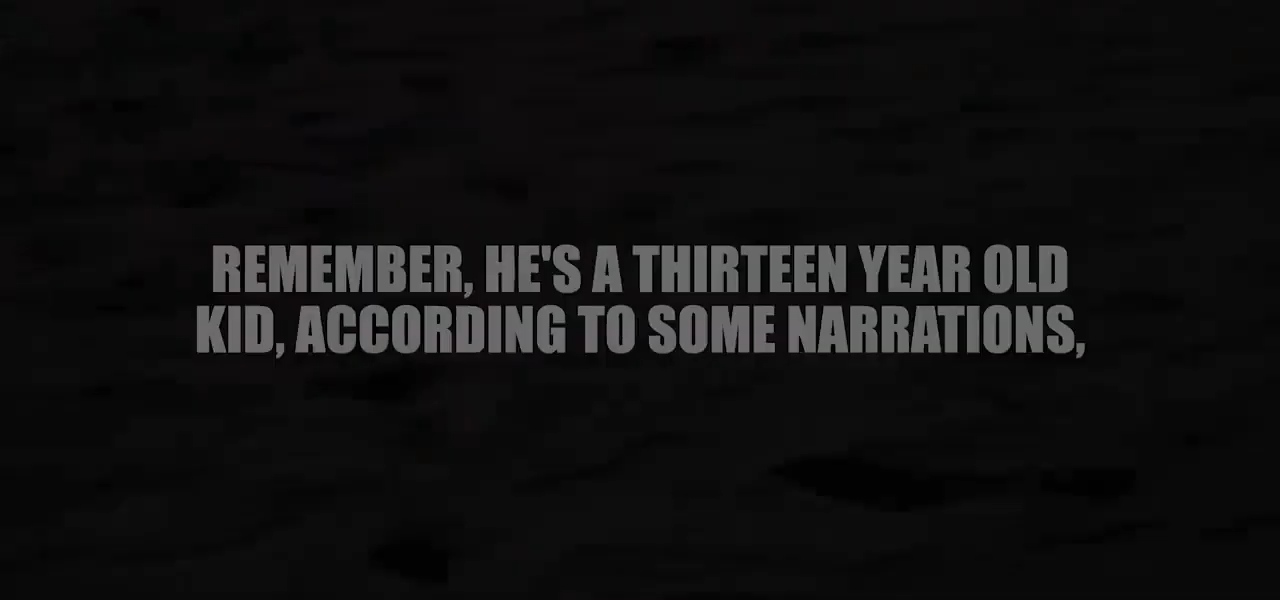 REMEMBER, HE'S A THIRTEEN YEAR OLD
KID, ACCORDING TO SOME NARRATIONS,